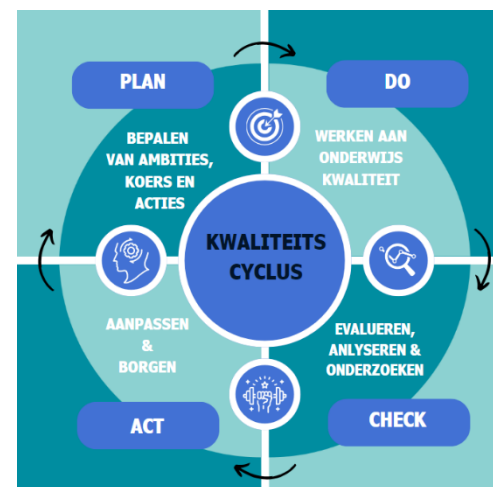 PLAN
BEPALEN
VAN AMBITIES,
KOERS EN
ACTIES
DO
WERKEN AAN
ONDERWIJS
KWALITEIT
KWALITEITS
CYCLUS
AANPASSEN
&
BORGEN
ACT
EVALUEREN,
ANLYSEREN &
ONDERZOEKEN
CHECK